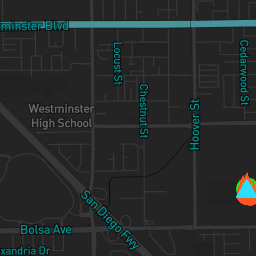 minster Blvd
Locust St
Cedarwood St
Chestnut St
Hoover St
Westminster
High School
San Diego Fwy
Bolsa Ave
xandria Dr